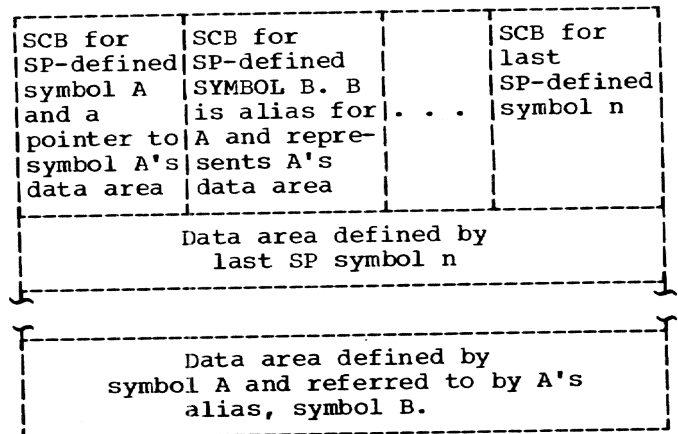 SCB for
SP-defined
symbol A
and a
pointer to
symbol A's
data area
SCB for
SP-defined
SYMBOL B. B
is alias for
A and repre-
sents A's
data area
. . .
SCB for
last
SP-defined
symbol n
Data area defined by
last SP symbol n
Data area defined by
symbol A and referred to by A's
alias, symbol B.